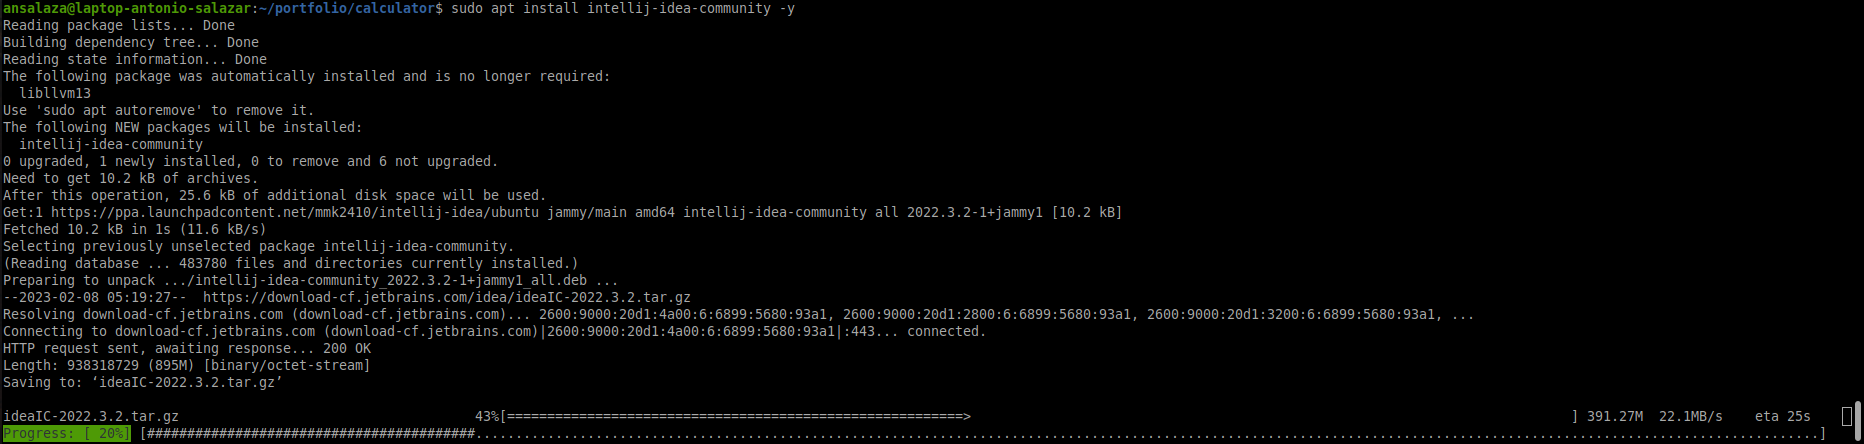 ansalaza@laptop-antonio-salazar:~/portfolio/calculator$ sudo apt install intellij-idea-community -y
Reading package lists... Done
Building dependency tree... Done
Reading state information... Done
The following package was automatically installed and is no longer required:
  libllvm13
Use 'sudo apt autoremove' to remove it.
The following NEW packages will be installed:
  intellij-idea-community
0 upgraded, 1 newly installed, 0 to remove and 6 not upgraded.
Need to get 10.2 kB of archives.
After this operation, 25.6 kB of additional disk space will be used.
Get:1 https://ppa.launchpadcontent.net/mmk2410/intellij-idea/ubuntu jammy/main amd64 intellij-idea-community all 2022.3.2-1+jammy1 [10.2 kB]
Fetched 10.2 kB in 1s (11.6 kB/s)
Selecting previously unselected package intellij-idea-community.
(Reading database ... 483780 files and directories currently installed.)
Preparing to unpack .../intellij-idea-community_2022.3.2-1+jammy1_all.deb ...
--2023-02-08 05:19:27--  https://download-cf.jetbrains.com/idea/ideaIC-2022.3.2.tar.gz
Resolving download-cf.jetbrains.com (download-cf.jetbrains.com)... 2600:9000:20d1:4a00:6:6899:5680:93a1, 2600:9000:20d1:2800:6:6899:5680:93a1, 2600:9000:20d1:3200:6:6899:5680:93a1, ...
Connecting to download-cf.jetbrains.com (download-cf.jetbrains.com)|2600:9000:20d1:4a00:6:6899:5680:93a1|:443... connected.
HTTP request sent, awaiting response... 200 OK
Length: 938318729 (895M) [binary/octet-stream]
Saving to: ‘ideaIC-2022.3.2.tar.gz’
ideaIC-2022.3.2.tar.gz                                     43%[=========================================================>                                                                           ] 391.27M  22.1MB/s    eta 25s
Progress: [ 20%] [#########################################........................................................................................................................................................................]